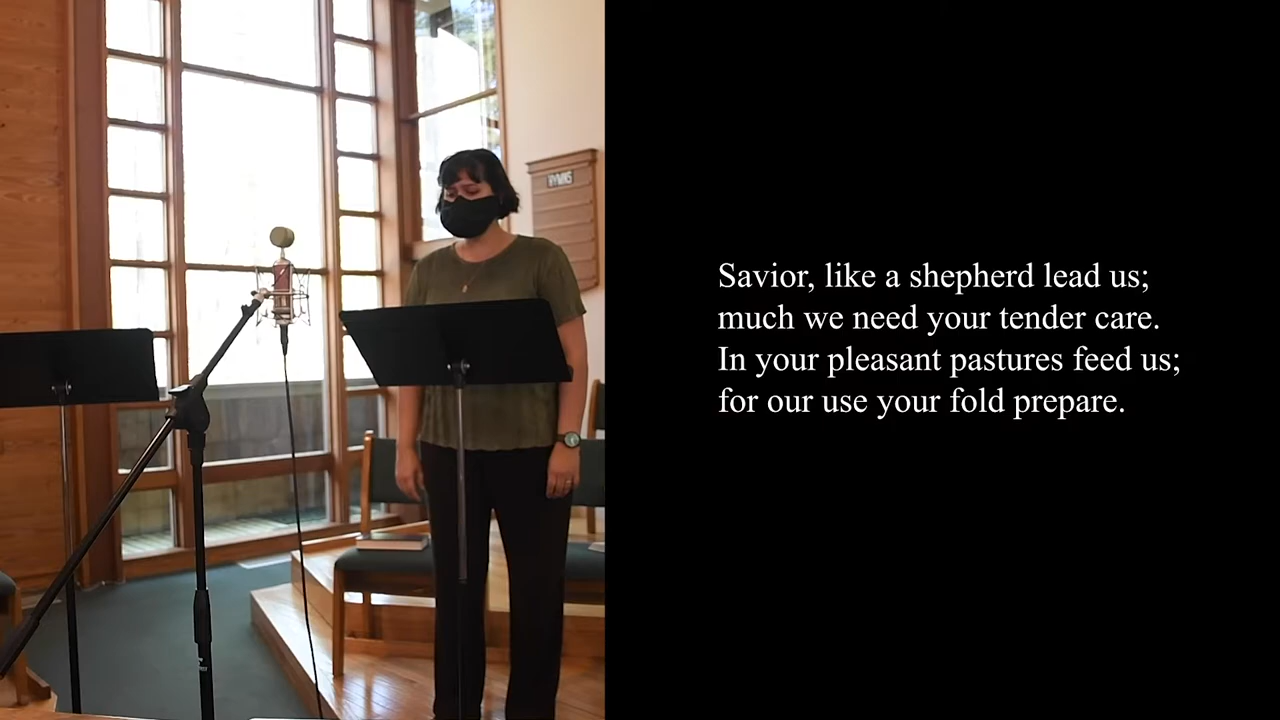 HYMNS
Savior, like a shepherd lead us;
much we need your tender care.
In your pleasant pastures feed us;
for our use your fold prepare.